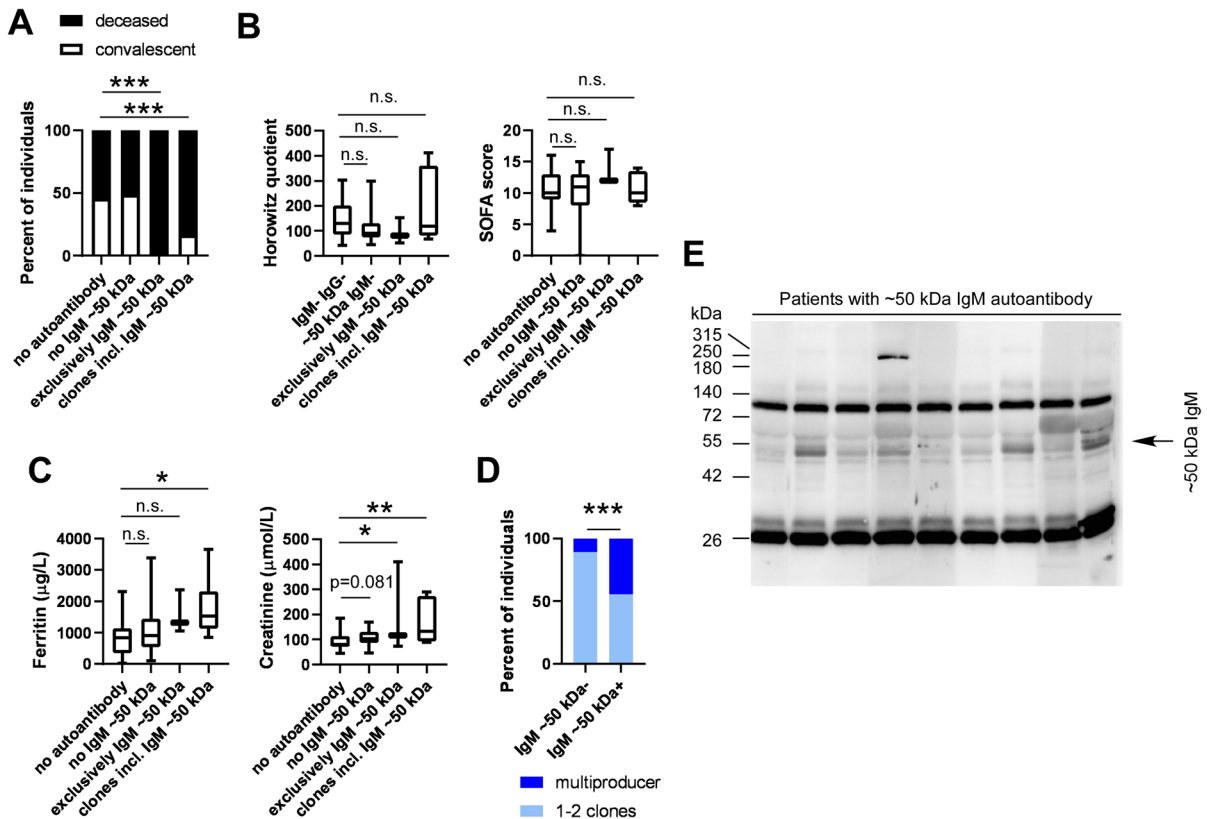 A
deceased
convalescent
***
***
Percent of individuals
100
50
0
no autoantibody
no IgM ~50 kDa
exclusively IgM ~50 kDa
clones incl. IgM ~50 kDa
B
n.s.
n.s.
n.s.
Horowitz quotient
500
400
300
200
100
0
IgM- IgG-
~50 kDa IgM-
exclusively IgM ~50 kDa
clones incl. IgM ~50 kDa
n.s.
n.s.
n.s.
SOFA score
20
15
10
5
0
no autoantibody
no IgM ~50 kDa
exclusively IgM ~50 kDa
clones incl. IgM ~50 kDa
C
*
n.s.
n.s.
Ferritin (µg/L)
4000
3000
2000
1000
0
no autoantibody
no IgM ~50 kDa
exclusively IgM ~50 kDa
clones incl. IgM ~50 kDa
**
*
p=0.081
Creatinine (µmol/L)
500
400
300
200
100
0
no autoantibody
no IgM ~50 kDa
exclusively IgM ~50 kDa
clones incl. IgM ~50 kDa
D
***
Percent of individuals
100
50
0
IgM ~50 kDa-
IgM ~50 kDa+
multiproducer
1-2 clones
E
Patients with ~50 kDa IgM autoantibody
kDa
315
250
180
140
72
55
42
26
~50 kDa IgM